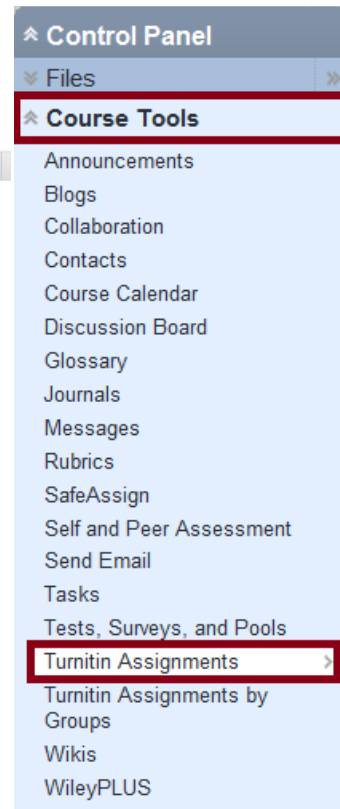 Control Panel
Files
Course Tools
Announcements
Blogs
Collaboration
Contacts
Course Calendar
Discussion Board
Glossary
Journals
Messages
Rubrics
SafeAssign
Self and Peer Assessment
Send Email
Tasks
Tests, Surveys, and Pools
Turnitin Assignments
Turnitin Assignments by
Groups
Wikis
WileyPLUS